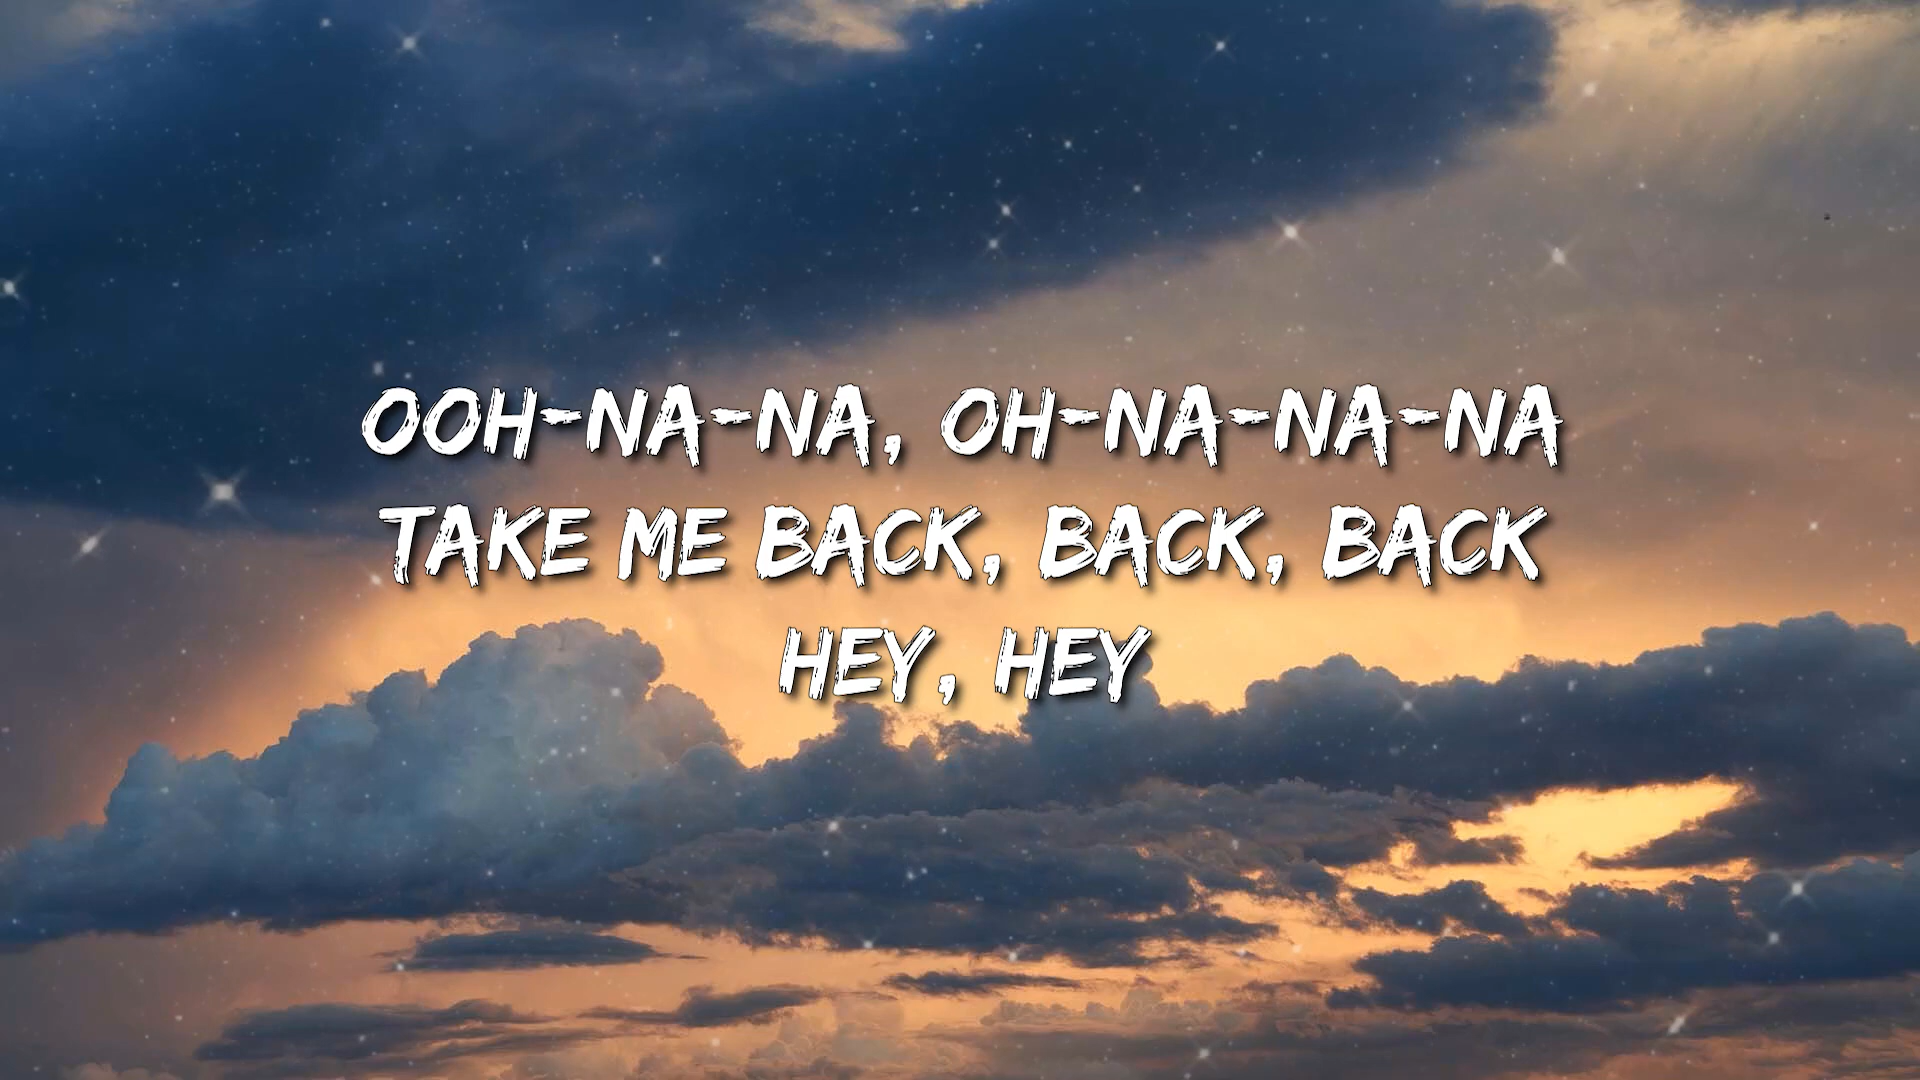 OOH-NA-NA, OH-NA-NA-NA
TAKE ME BACK, BACK, BACK
HEY, HEY